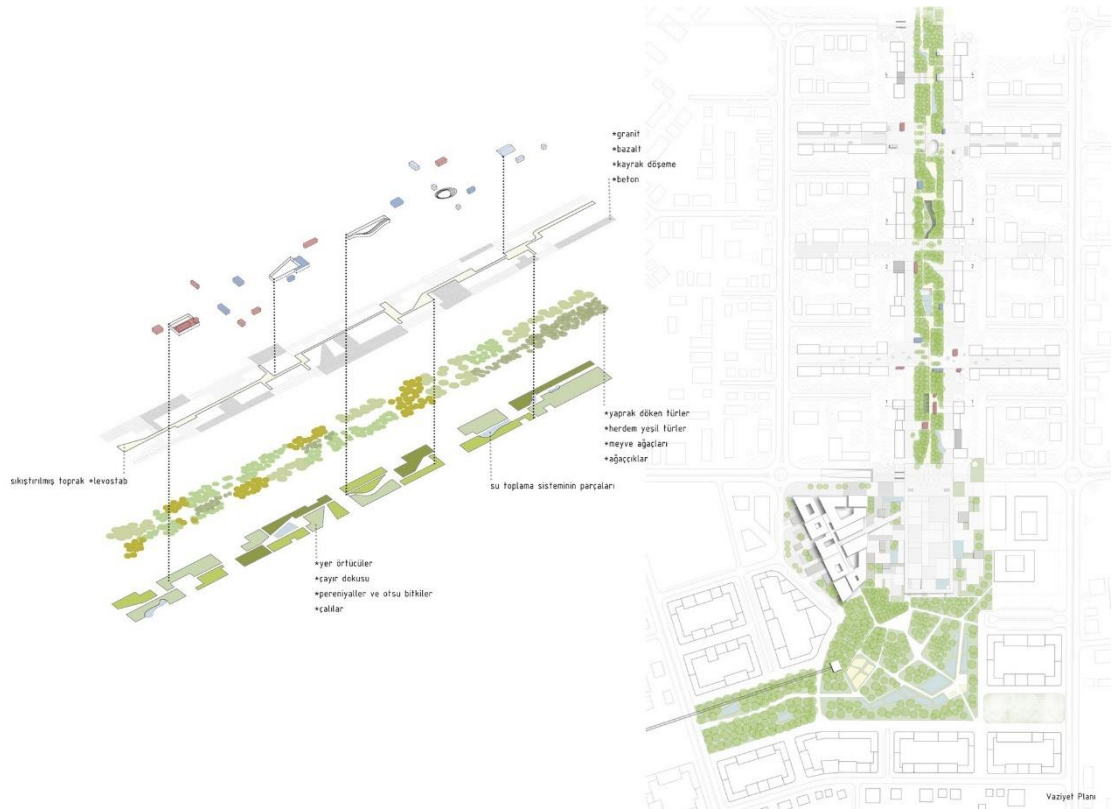 *granit
*bazalt
*kayrak döşeme
*beton
*yaprak döken türler
*herdem yeşil türler
*meyve ağaçları
*ağaççıklar
sıkıştırılmış toprak *levostab
su toplama sisteminin parçaları
*yer örtücüler
*çayır dokusu
*pereniyaller ve otsu bitkiler
*çalılar
Vaziyet Planı